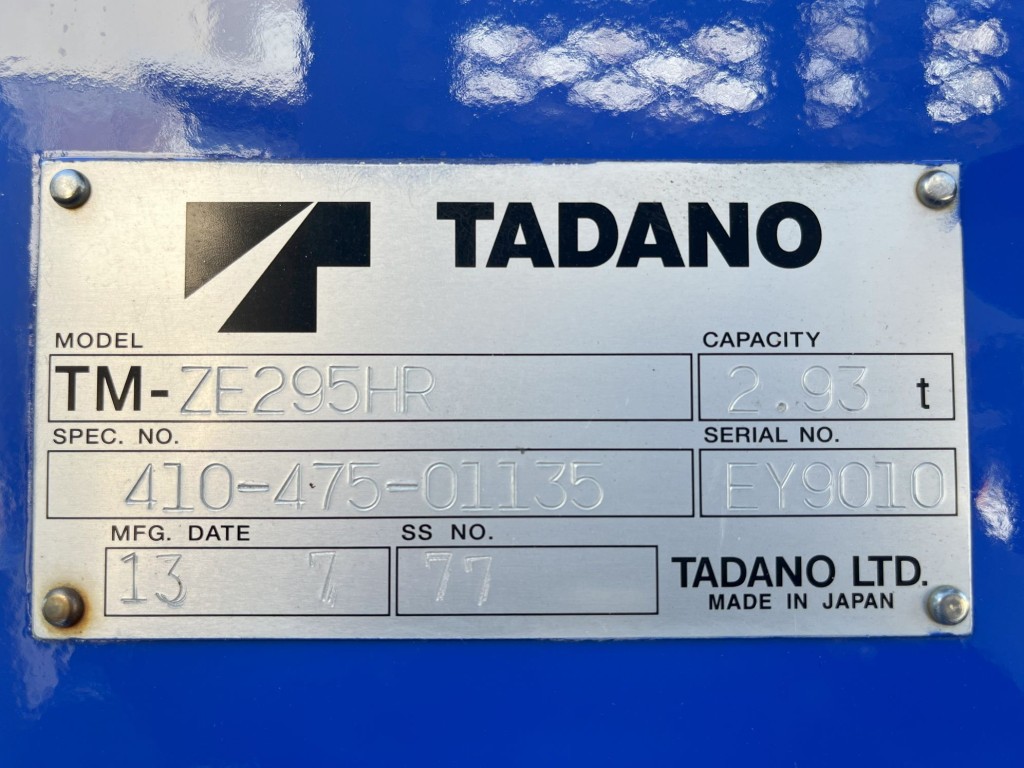 TADANO
MODEL CAPACITY
TM-ZE295HR 2.93 t
SPEC. NO. SERIAL NO.
410-475-01135 EY9010
MFG. DATE SS NO.
13 7 77
TADANO LTD.
MADE IN JAPAN